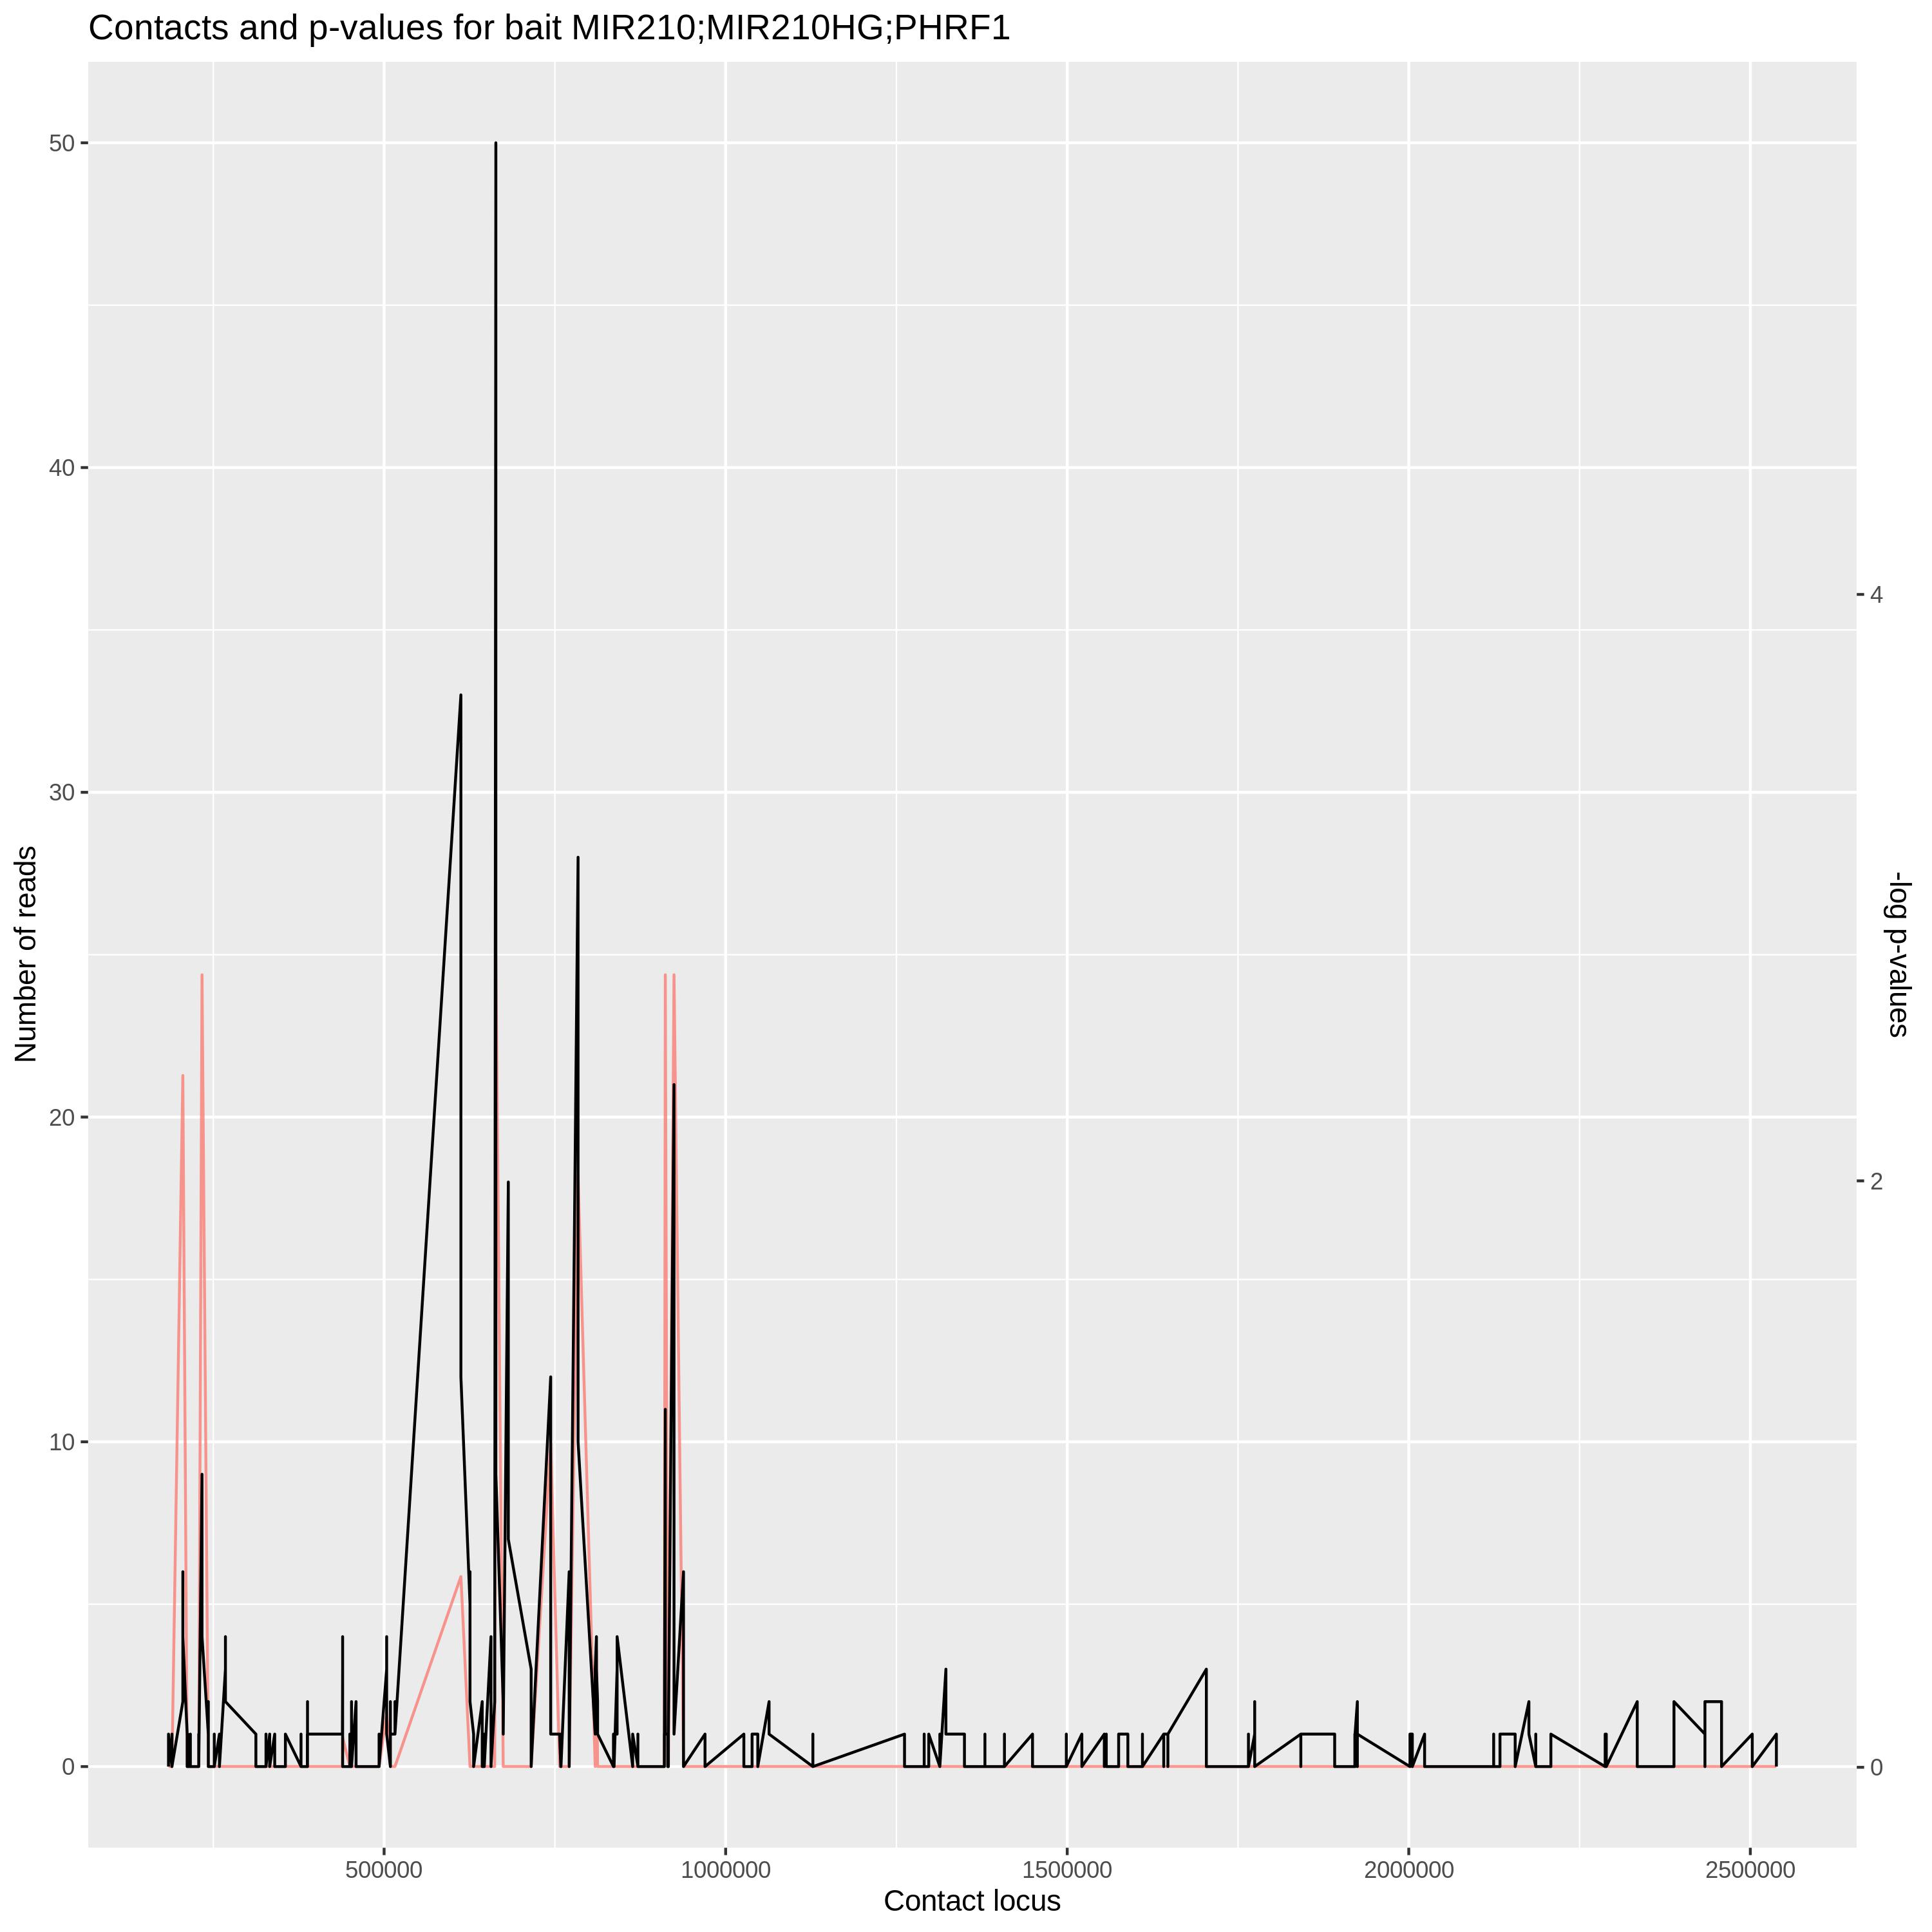 Contacts and p-values for bait MIR210;MIR210HG;PHRF1
50
40
30
20
10
0
Number of reads
4
2
0
-log p-values
500000 1000000 1500000 2000000 2500000
Contact locus